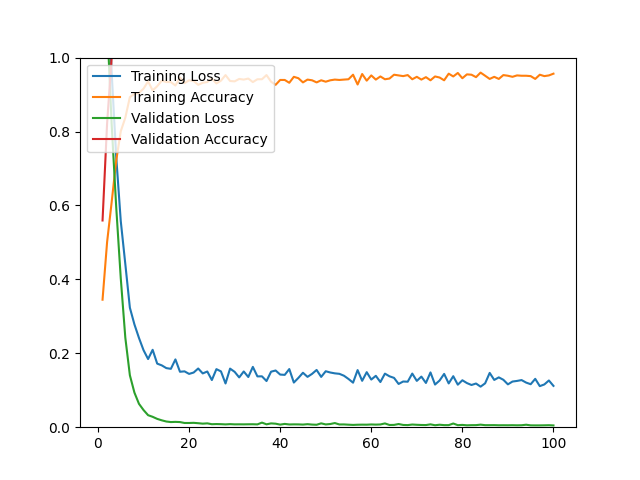 1.0
0.8
0.6
0.4
0.2
0.0
Training Loss
Training Accuracy
Validation Loss
Validation Accuracy
0 20 40 60 80 100